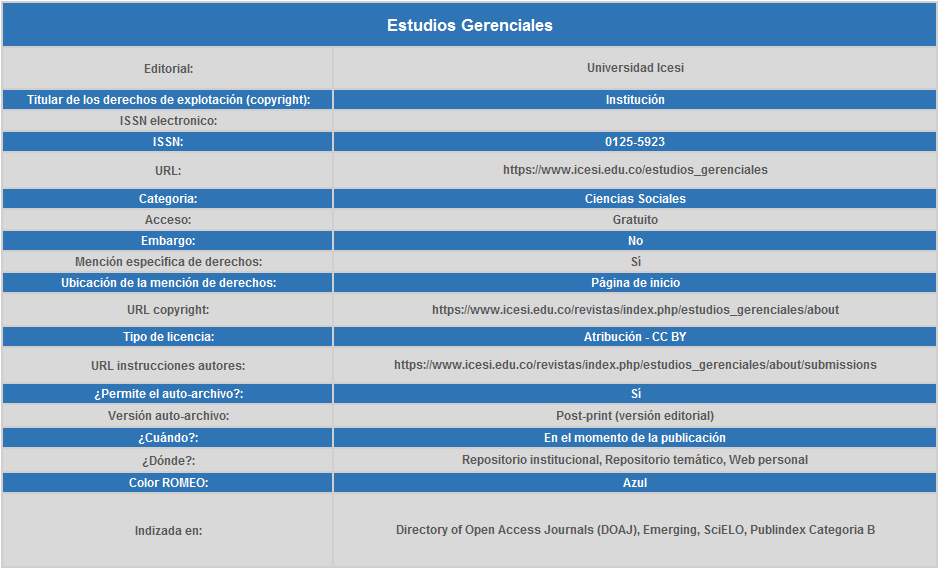 Estudios Gerenciales
Editorial: Universidad Icesi
Titular de los derechos de explotación (copyright): Institución
ISSN electronico:
ISSN: 0125-5923
URL: https://www.icesi.edu.co/estudios_gerenciales
Categoria: Ciencias Sociales
Acceso: Gratuito
Embargo: No
Mención específica de derechos: Sì
Ubicación de la mención de derechos: Página de inicio
URL copyright: https://www.icesi.edu.co/revistas/index.php/estudios_gerenciales/about
Tipo de licencia: Atribución - CC BY
URL instrucciones autores: https://www.icesi.edu.co/revistas/index.php/estudios_gerenciales/about/submissions
¿Permite el auto-archivo?: Sì
Versión auto-archivo: Post-print (versión editorial)
¿Cuándo?: En el momento de la publicación
¿Dónde?: Repositorio institucional, Repositorio temático, Web personal
Color ROMEO: Azul
Indizada en: Directory of Open Access Journals (DOAJ), Emerging, SciELO, Publindex Categoria B